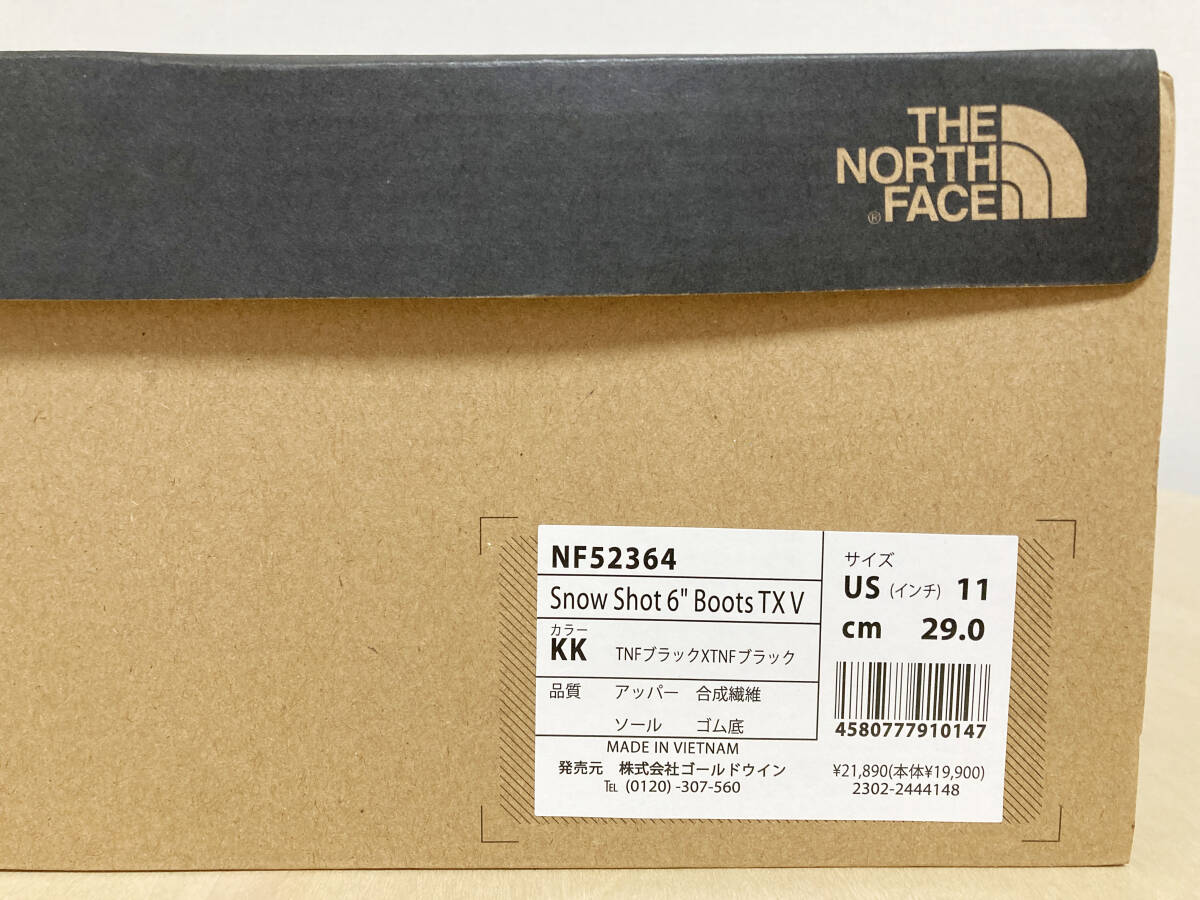 THE
NORTH
FACE
®
NF52364
Snow Shot 6" Boots TX V
カラー
KK TNFブラックXTNFブラック
品質 アッパー 合成繊維
ソール ゴム底
MADE IN VIETNAM
発売元 株式会社ゴールドウイン
TEL (0120) -307-560
サイズ
US (インチ) 11
cm 29.0
4580777910147
¥21,890(本体¥19,900)
2302-2444148